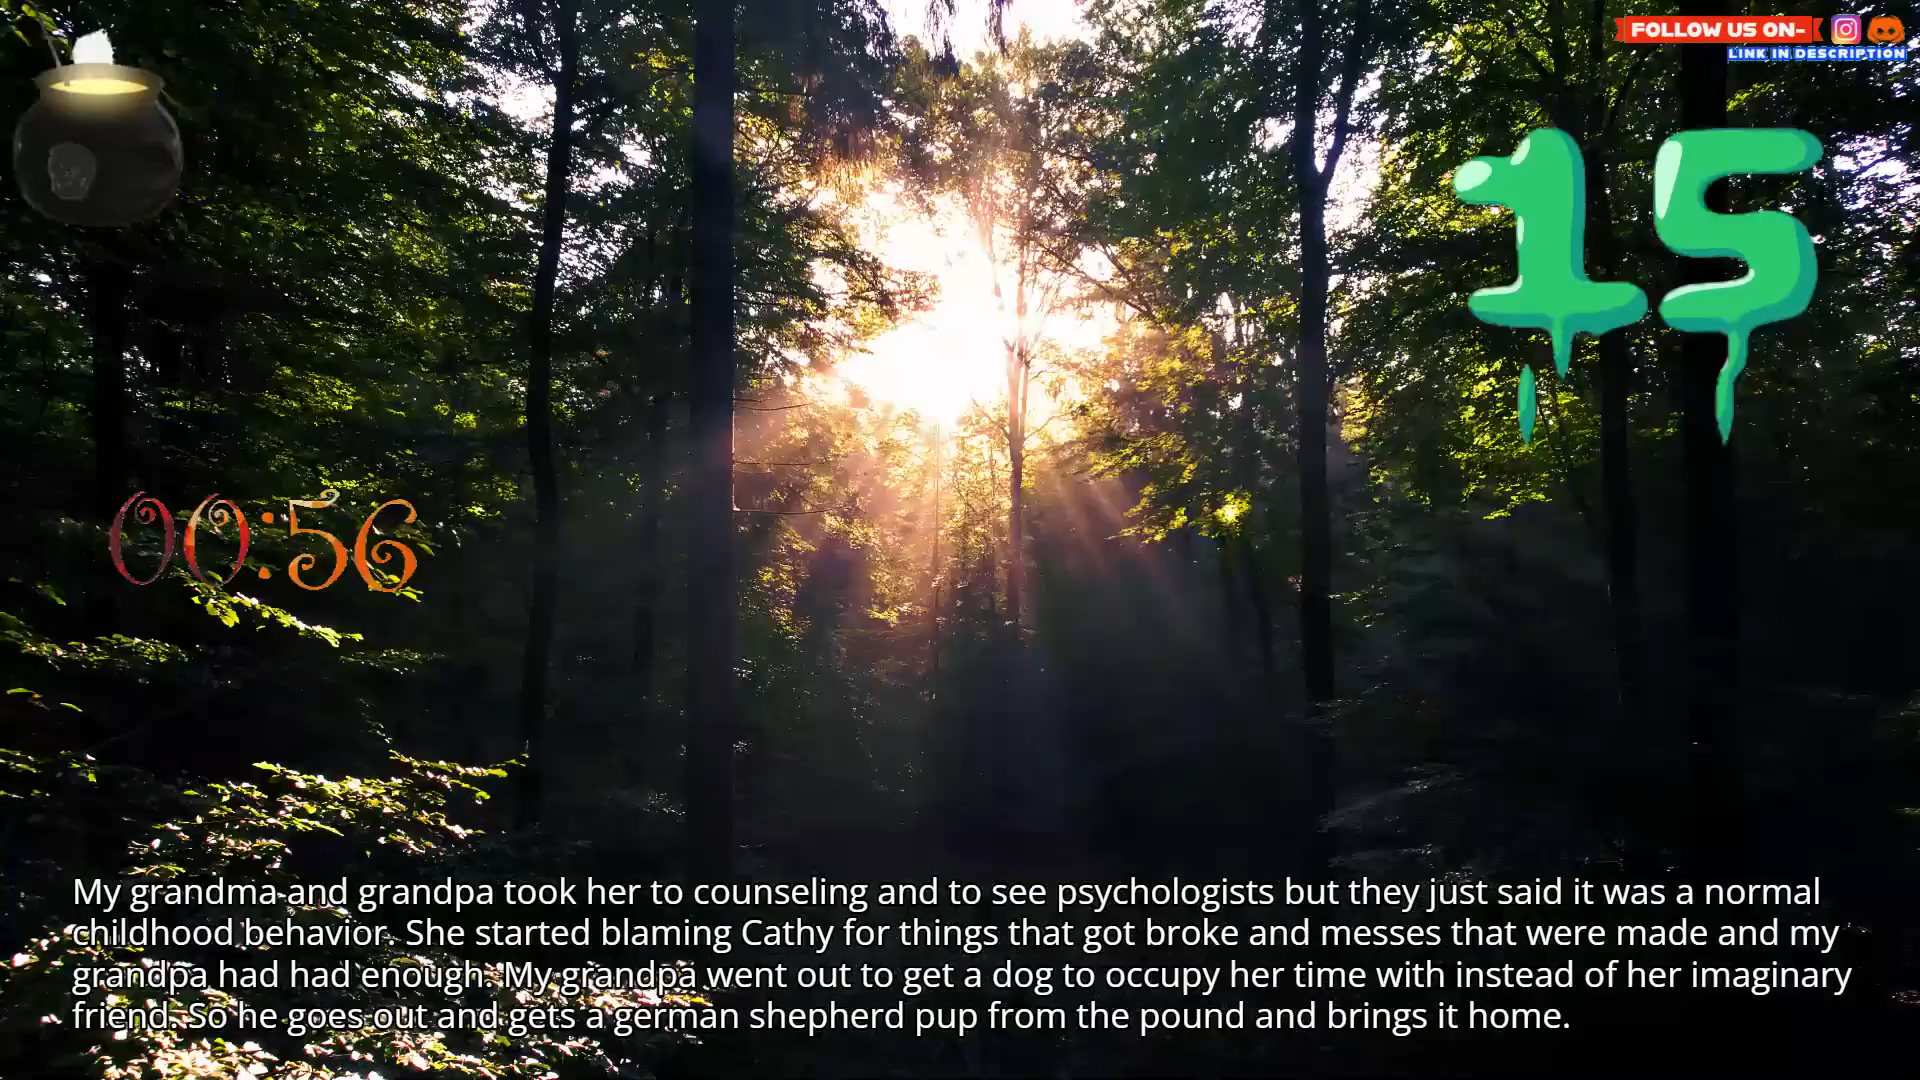 FOLLOW US ON-
LINK IN DESCRIPTION
15
00:56
My grandma and grandpa took her to counseling and to see psychologists but they just said it was a normal
childhood behavior. She started blaming Cathy for things that got broke and messes that were made and my
grandpa had had enough. My grandpa went out to get a dog to occupy her time with instead of her imaginary
friend. So he goes out and gets a german shepherd pup from the pound and brings it home.